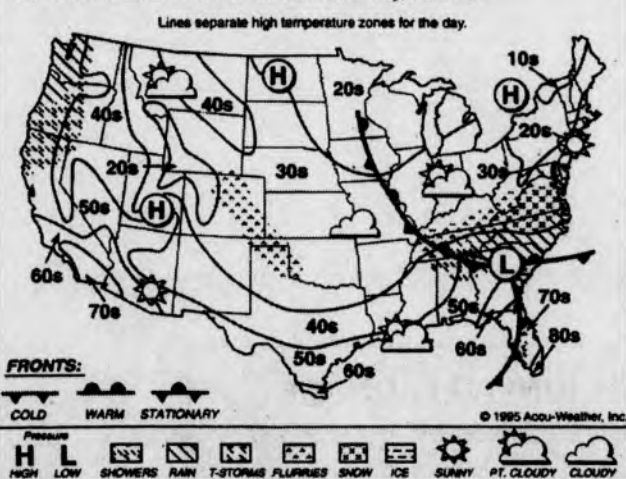 Lines separate high temperature zones for the day.
10s
H
H
20s
40s
40s
20s
20s
30s
30s
50s
H
60s
70s
L
50s
70s
40s
60s
80s
50s
60s
FRONTS:
COLD WARM STATIONARY
© 1995 Accu-Weather, Inc.
Pressure
H L
HIGH LOW SHOWERS RAIN T-STORMS FLURRIES SNOW ICE SUNNY PT. CLOUDY CLOUDY